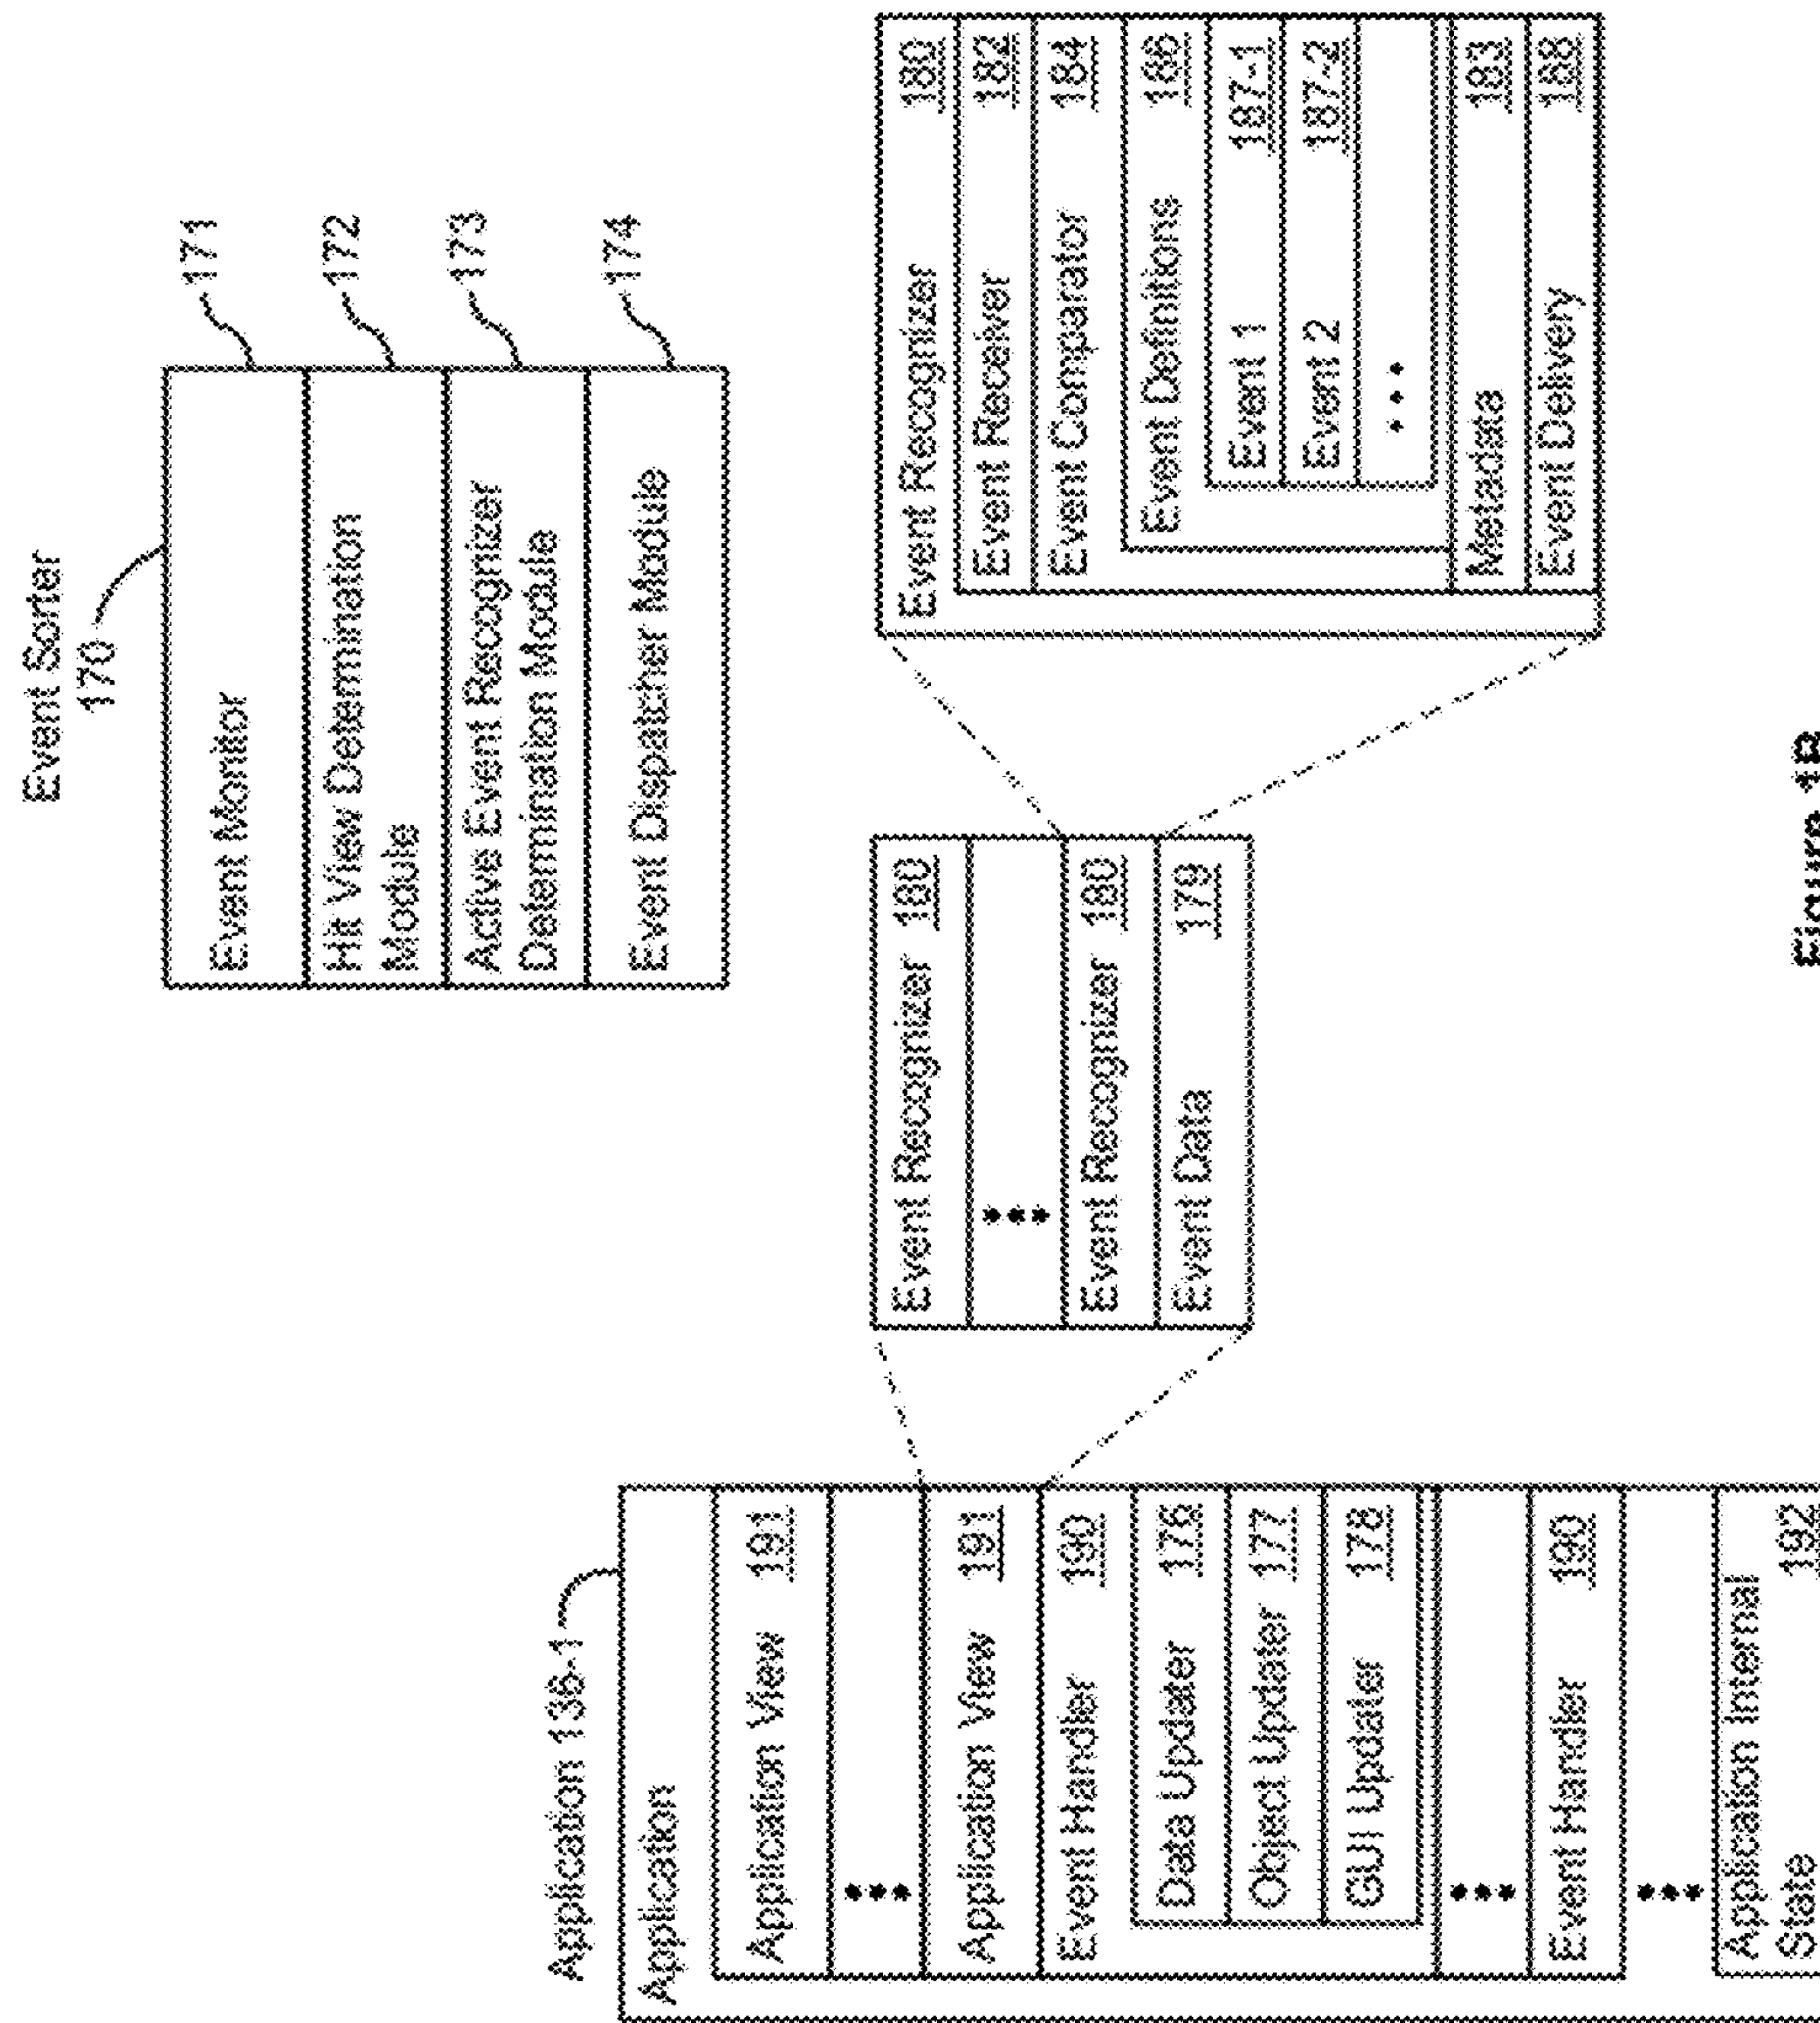 Event Sorter
170
Event Monitor
171
Hit View Determination
Module
172
Active Event Recognizer
Determination Module
173
Event Dispatcher Module
174
Application 136-1
Application
Application View 191
•••
Application View 191
Event Handler 190
Data Updater 176
Object Updater 177
GUI Updater 178
•••
Event Handler 190
•••
Application Internal
State 192
Event Recognizer 180
•••
Event Recognizer 180
Event Data 179
Event Recognizer 180
Event Receiver 182
Event Comparator 184
Event Definitions 186
Event 1 187-1
Event 2 187-2
• • •
Metadata 183
Event Delivery 188
Figure 1B